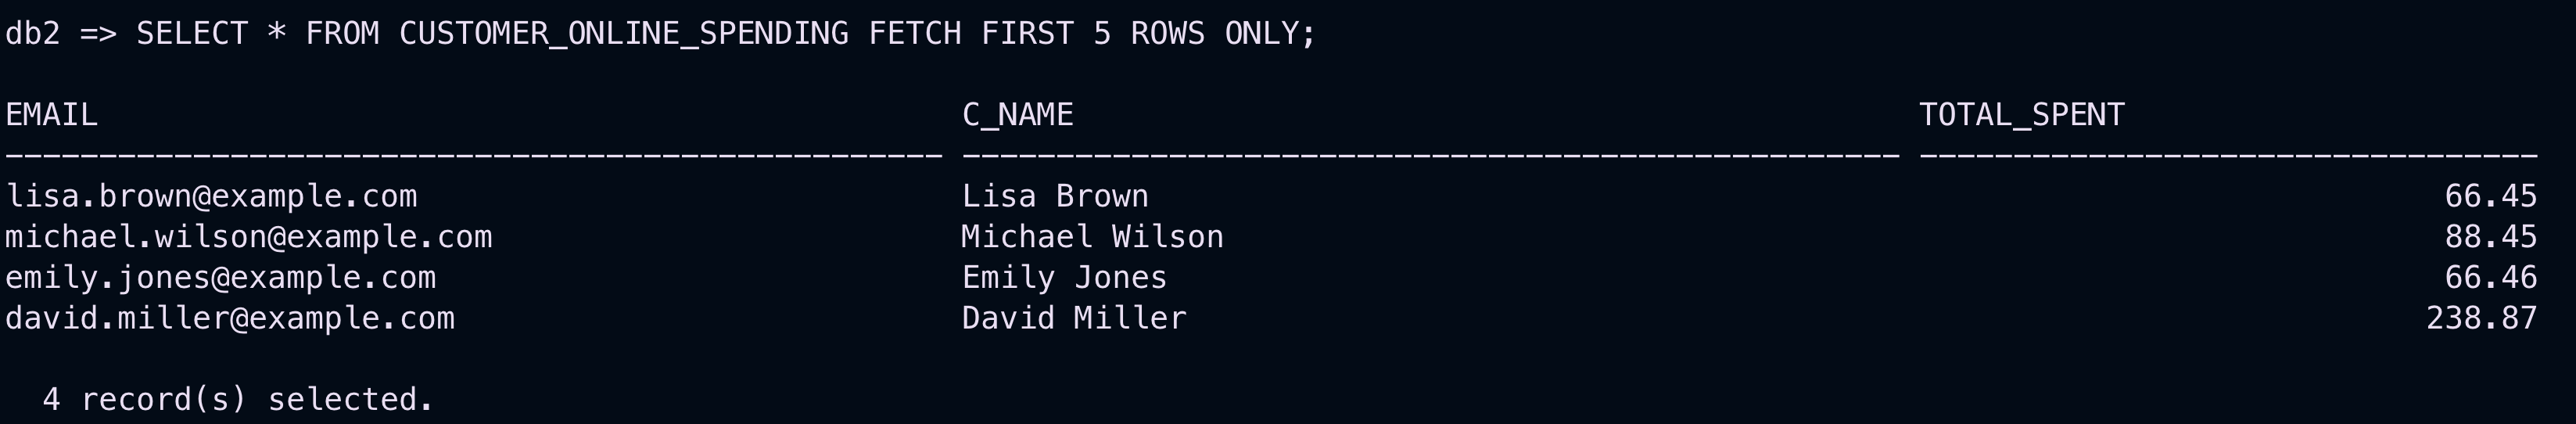 db2 => SELECT * FROM CUSTOMER_ONLINE_SPENDING FETCH FIRST 5 ROWS ONLY;
EMAIL C_NAME TOTAL_SPENT
-------------------------------------------------- -------------------------------------------------- ---------------------------------
lisa.brown@example.com Lisa Brown 66.45
michael.wilson@example.com Michael Wilson 88.45
emily.jones@example.com Emily Jones 66.46
david.miller@example.com David Miller 238.87
4 record(s) selected.